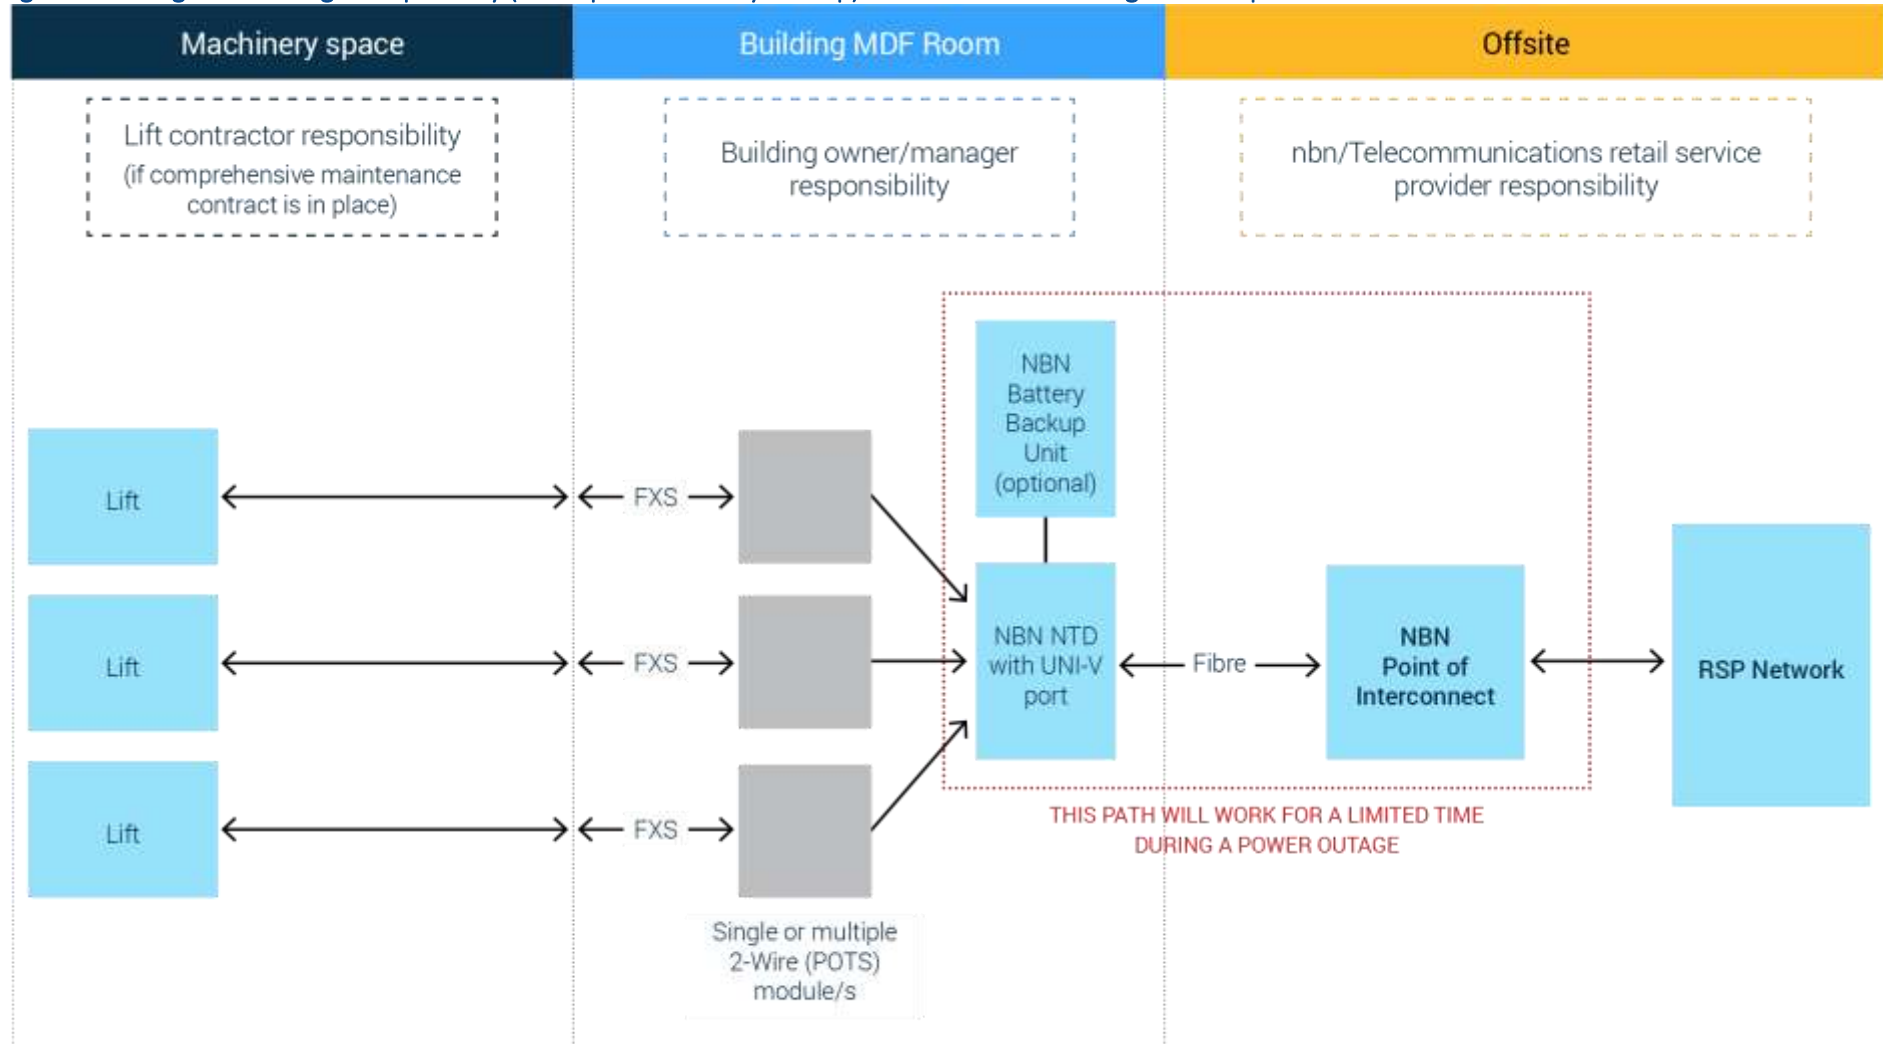 Machinery space
Building MDF Room
Offsite
Lift contractor responsibility
(if comprehensive maintenance
contract is in place)
Building owner/manager
responsibility
nbn/Telecommunications retail service
provider responsibility
NBN
Battery
Backup
Unit
(optional)
Lift
FXS
Lift
FXS
NBN NTD
with UNI-V
port
Fibre
NBN
Point of
Interconnect
RSP Network
Lift
FXS
THIS PATH WILL WORK FOR A LIMITED TIME
DURING A POWER OUTAGE
Single or multiple
2-Wire (POTS)
module/s